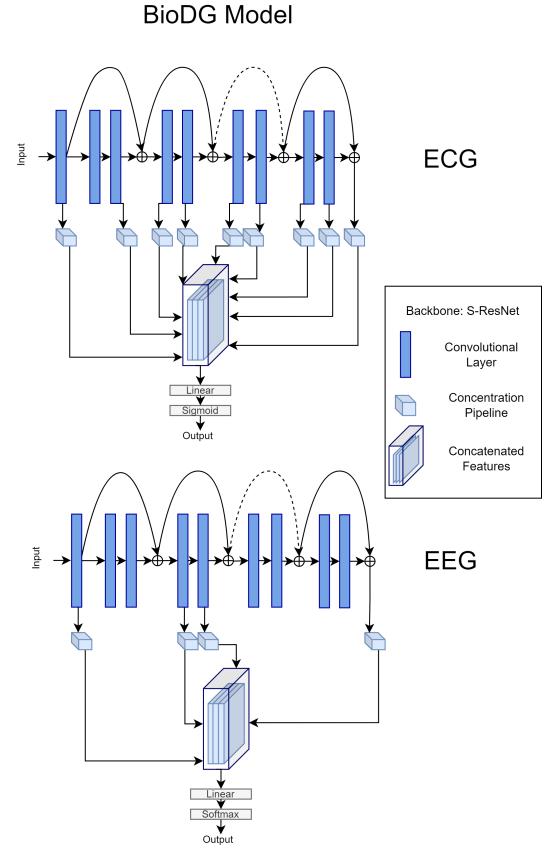 BioDG Model
Input
ECG
Linear
Sigmoid
Output
Backbone: S-ResNet
Convolutional
Layer
Concentration
Pipeline
Concatenated
Features
Input
EEG
Linear
Softmax
Output